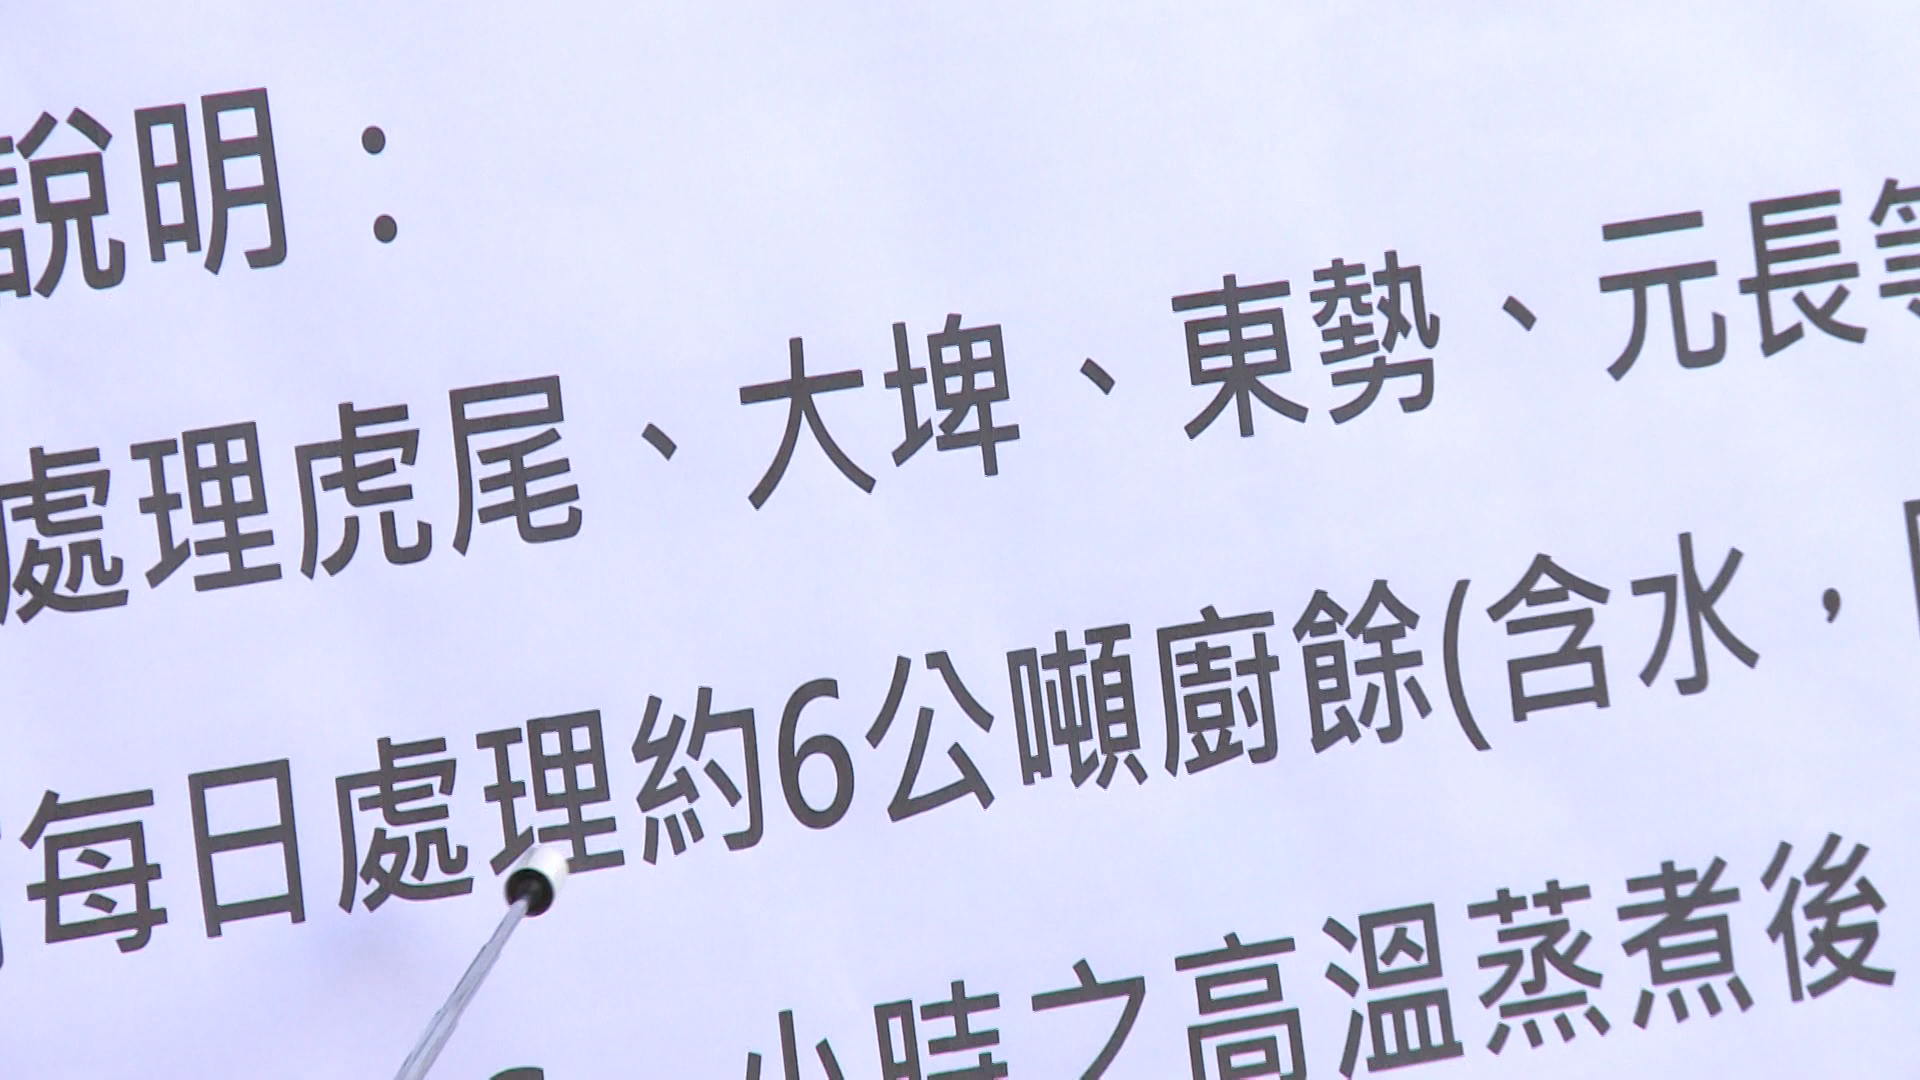 說明：
處理虎尾、大埤、東勢、元長等
每日處理約6公噸廚餘(含水，
小時之高溫蒸煮後